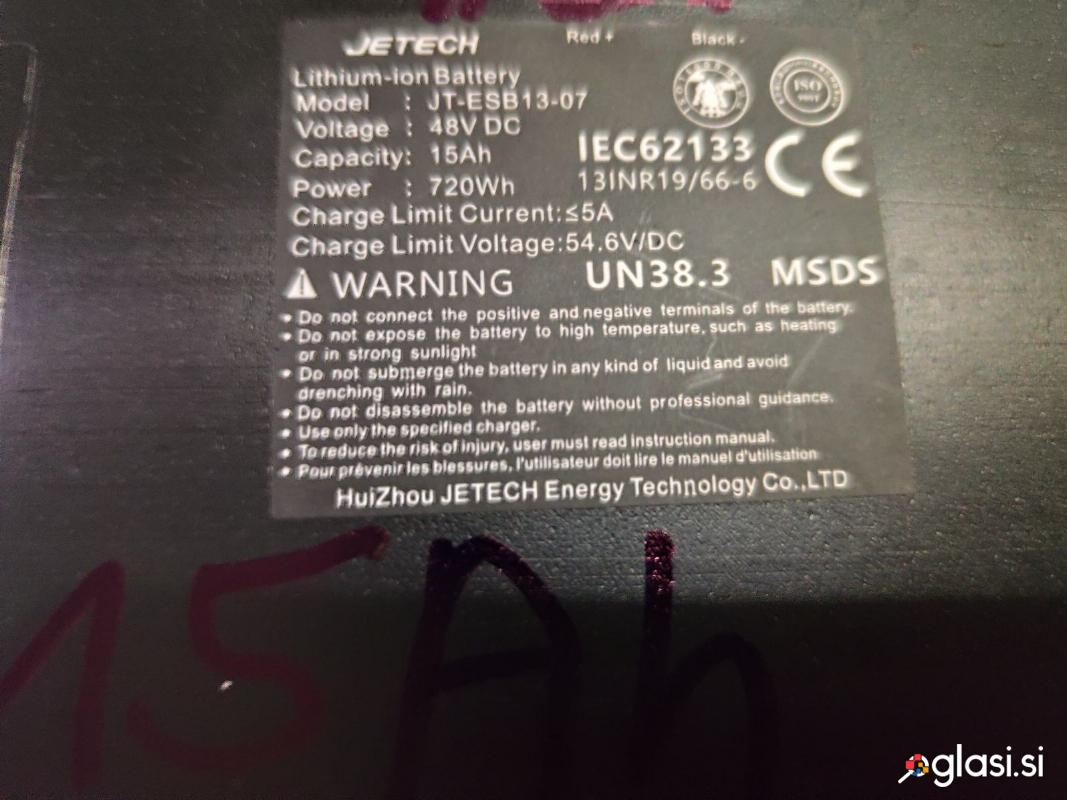 JETECH
Red + Black -
Lithium-ion Battery
Model : JT-ESB13-07
Voltage : 48V DC
Capacity: 15Ah
IEC62133
CE
Power : 720Wh
13INR19/66-6
ISO
Charge Limit Current:≤5A
Charge Limit Voltage:54.6V/DC
WARNING UN38.3 MSDS
• Do not connect the positive and negative terminals of the battery.
• Do not expose the battery to high temperature, such as heating
or in strong sunlight
• Do not submerge the battery in any kind of liquid and avoid
drenching with rain.
• Do not disassemble the battery without professional guidance.
• Use only the specified charger.
• To reduce the risk of injury, user must read instruction manual.
• Pour prévenir les blessures, l'utilisateur doit lire le manuel d'utilisation
HuiZhou JETECH Energy Technology Co.,LTD
15Ah
oglasi.si